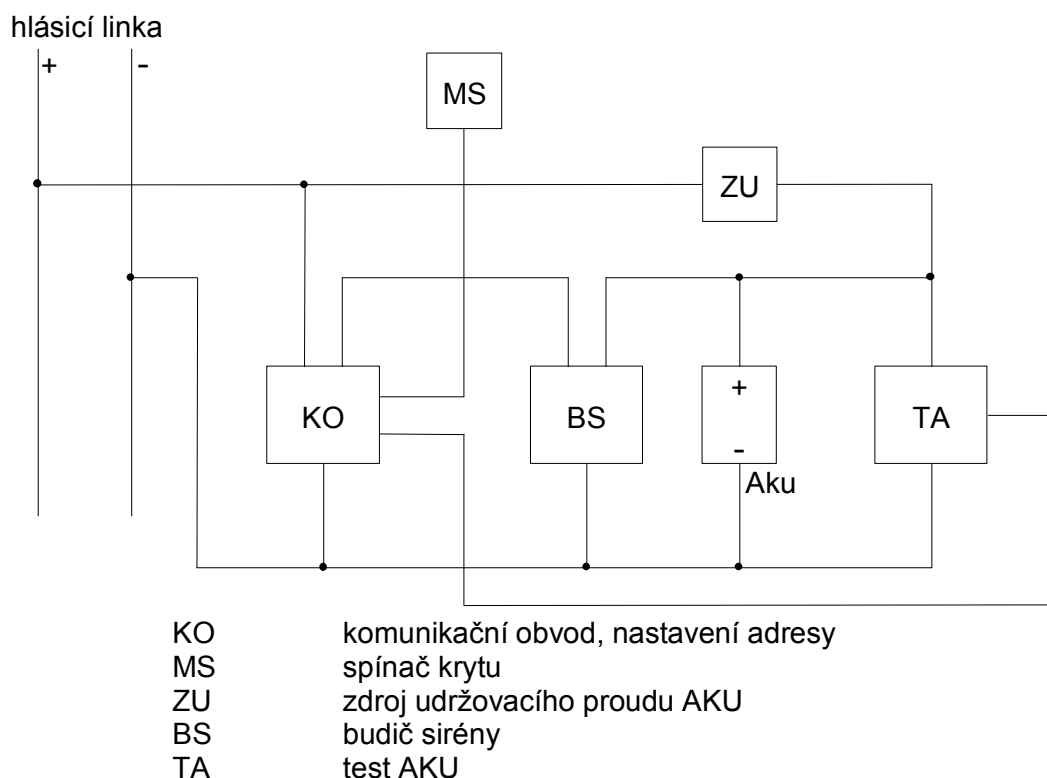 hlásicí linka
+ -
MS
ZU
KO BS + - TA
Aku
KO komunikační obvod, nastavení adresy
MS spínač krytu
ZU zdroj udržovacího proudu AKU
BS budič sirény
TA test AKU